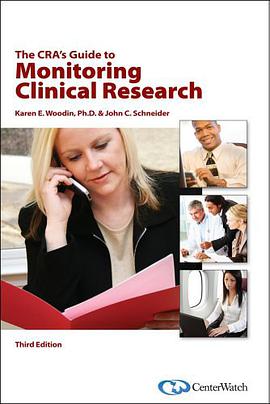 The CRA's Guide to
Monitoring
Clinical Research
Karen E. Woodin, Ph.D. & John C. Schneider
Third Edition
CenterWatch